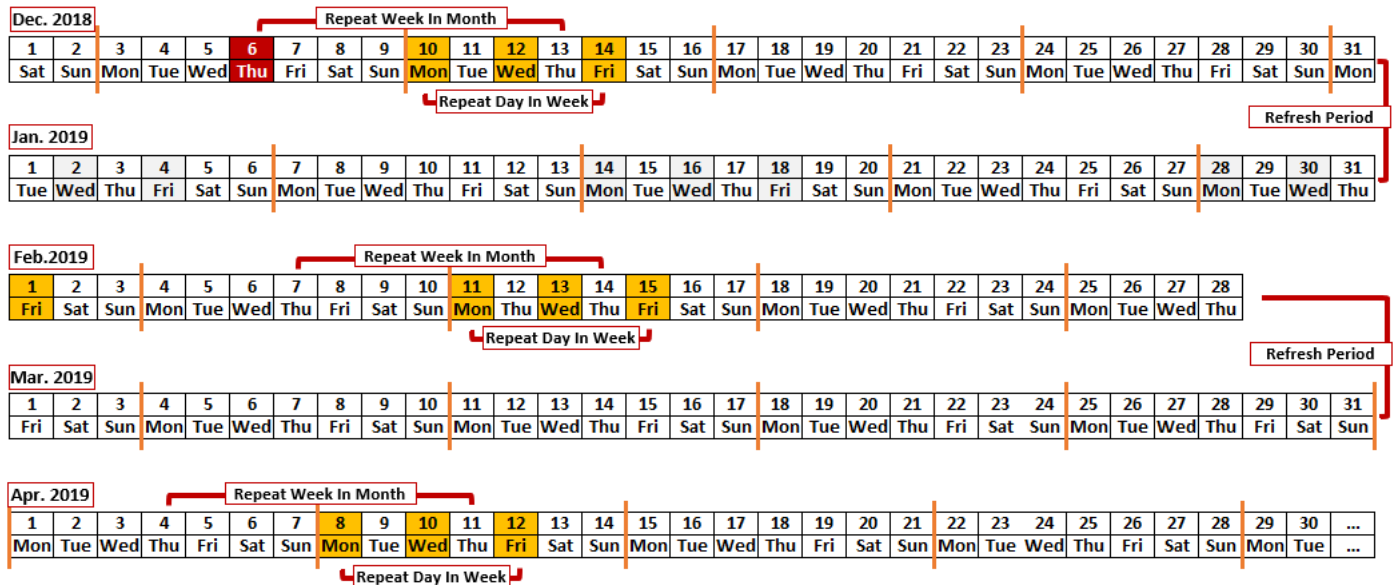 Dec. 2018
Repeat Week In Month
1 2 3 4 5 6 7 8 9 10 11 12 13 14 15 16 17 18 19 20 21 22 23 24 25 26 27 28 29 30 31
Sat Sun Mon Tue Wed Thu Fri Sat Sun Mon Tue Wed Thu Fri Sat Sun Mon Tue Wed Thu Fri Sat Sun Mon Tue Wed Thu Fri Sat Sun Mon
Repeat Day In Week
Refresh Period
Jan. 2019
1 2 3 4 5 6 7 8 9 10 11 12 13 14 15 16 17 18 19 20 21 22 23 24 25 26 27 28 29 30 31
Tue Wed Thu Fri Sat Sun Mon Tue Wed Thu Fri Sat Sun Mon Tue Wed Thu Fri Sat Sun Mon Tue Wed Thu Fri Sat Sun Mon Tue Wed Thu
Feb.2019
Repeat Week In Month
1 2 3 4 5 6 7 8 9 10 11 12 13 14 15 16 17 18 19 20 21 22 23 24 25 26 27 28
Fri Sat Sun Mon Tue Wed Thu Fri Sat Sun Mon Thu Wed Thu Fri Sat Sun Mon Tue Wed Thu Fri Sat Sun Mon Tue Wed Thu
Repeat Day In Week
Refresh Period
Mar. 2019
1 2 3 4 5 6 7 8 9 10 11 12 13 14 15 16 17 18 19 20 21 22 23 24 25 26 27 28 29 30 31
Fri Sat Sun Mon Tue Wed Thu Fri Sat Sun Mon Tue Wed Thu Fri Sat Sun Mon Tue Wed Thu Fri Sat Sun Mon Tue Wed Thu Fri Sat Sun
Apr. 2019
Repeat Week In Month
1 2 3 4 5 6 7 8 9 10 11 12 13 14 15 16 17 18 19 20 21 22 23 24 25 26 27 28 29 30 ...
Mon Tue Wed Thu Fri Sat Sun Mon Tue Wed Thu Fri Sat Sun Mon Tue Wed Thu Fri Sat Sun Mon Tue Wed Thu Fri Sat Sun Mon Tue ...
Repeat Day In Week